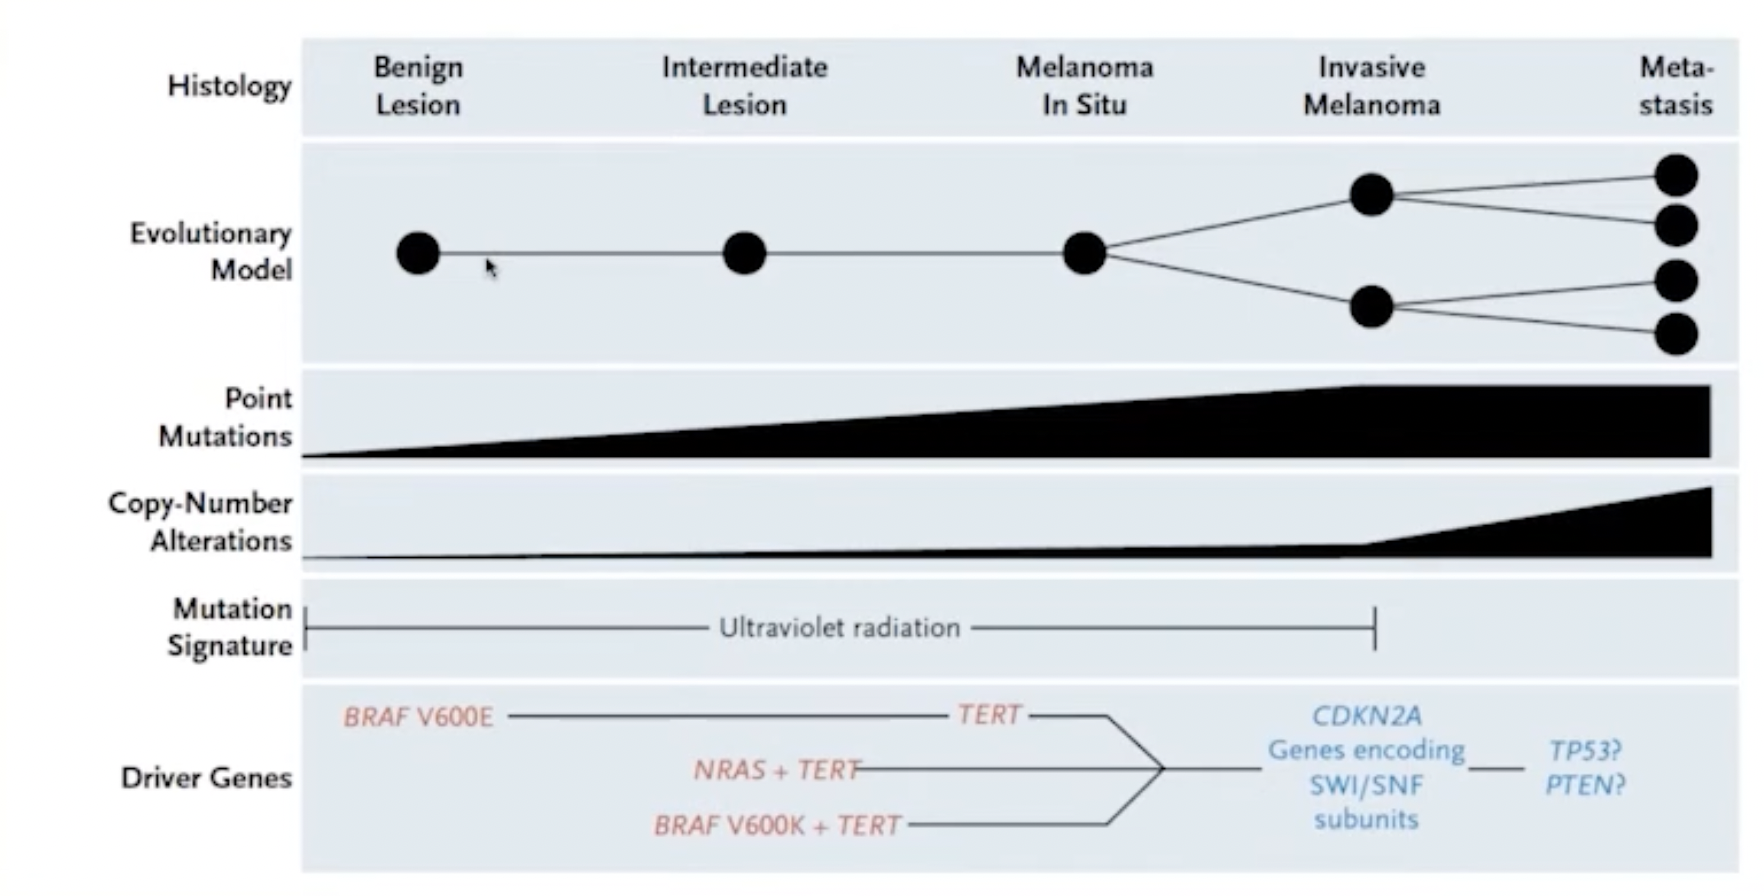 Histology
Benign
Lesion
Intermediate
Lesion
Melanoma
In Situ
Invasive
Melanoma
Meta-
stasis
Evolutionary
Model
Point
Mutations
Copy-Number
Alterations
Mutation
Signature
Ultraviolet radiation
Driver Genes
BRAF V600E
TERT
NRAS + TERT
BRAF V600K + TERT
CDKN2A
Genes encoding
SWI/SNF
subunits
TP53?
PTEN?